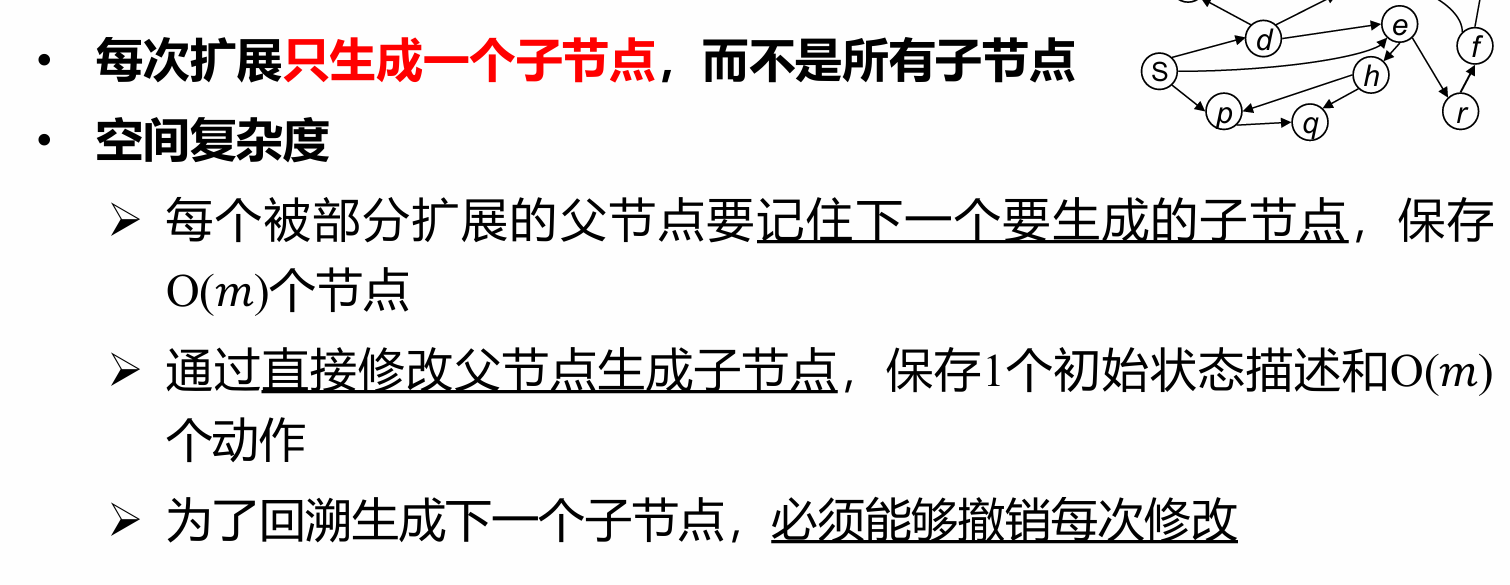 • 每次扩展只生成一个子节点，而不是所有子节点
• 空间复杂度
➢ 每个被部分扩展的父节点要记住下一个要生成的子节点，保存
O(m)个节点
➢ 通过直接修改父节点生成子节点，保存1个初始状态描述和O(m)
个动作
➢ 为了回溯生成下一个子节点，必须能够撤销每次修改
e
d
f
S
h
p
r
q